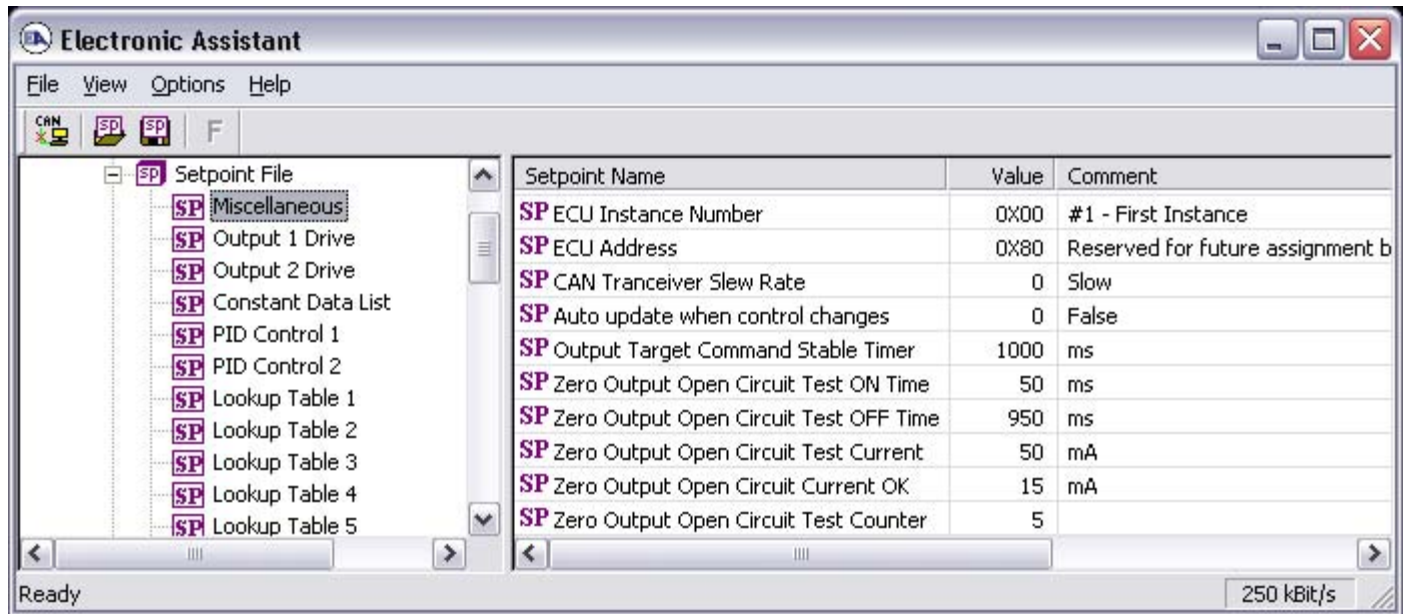 EA Electronic Assistant
File View Options Help
CAN SP SP F
SP Setpoint File
SP Miscellaneous
SP Output 1 Drive
SP Output 2 Drive
SP Constant Data List
SP PID Control 1
SP PID Control 2
SP Lookup Table 1
SP Lookup Table 2
SP Lookup Table 3
SP Lookup Table 4
SP Lookup Table 5
Setpoint Name Value Comment
SP ECU Instance Number 0X00 #1 - First Instance
SP ECU Address 0X80 Reserved for future assignment b
SP CAN Tranceiver Slew Rate 0 Slow
SP Auto update when control changes 0 False
SP Output Target Command Stable Timer 1000 ms
SP Zero Output Open Circuit Test ON Time 50 ms
SP Zero Output Open Circuit Test OFF Time 950 ms
SP Zero Output Open Circuit Test Current 50 mA
SP Zero Output Open Circuit Current OK 15 mA
SP Zero Output Open Circuit Test Counter 5
Ready 250 kBit/s